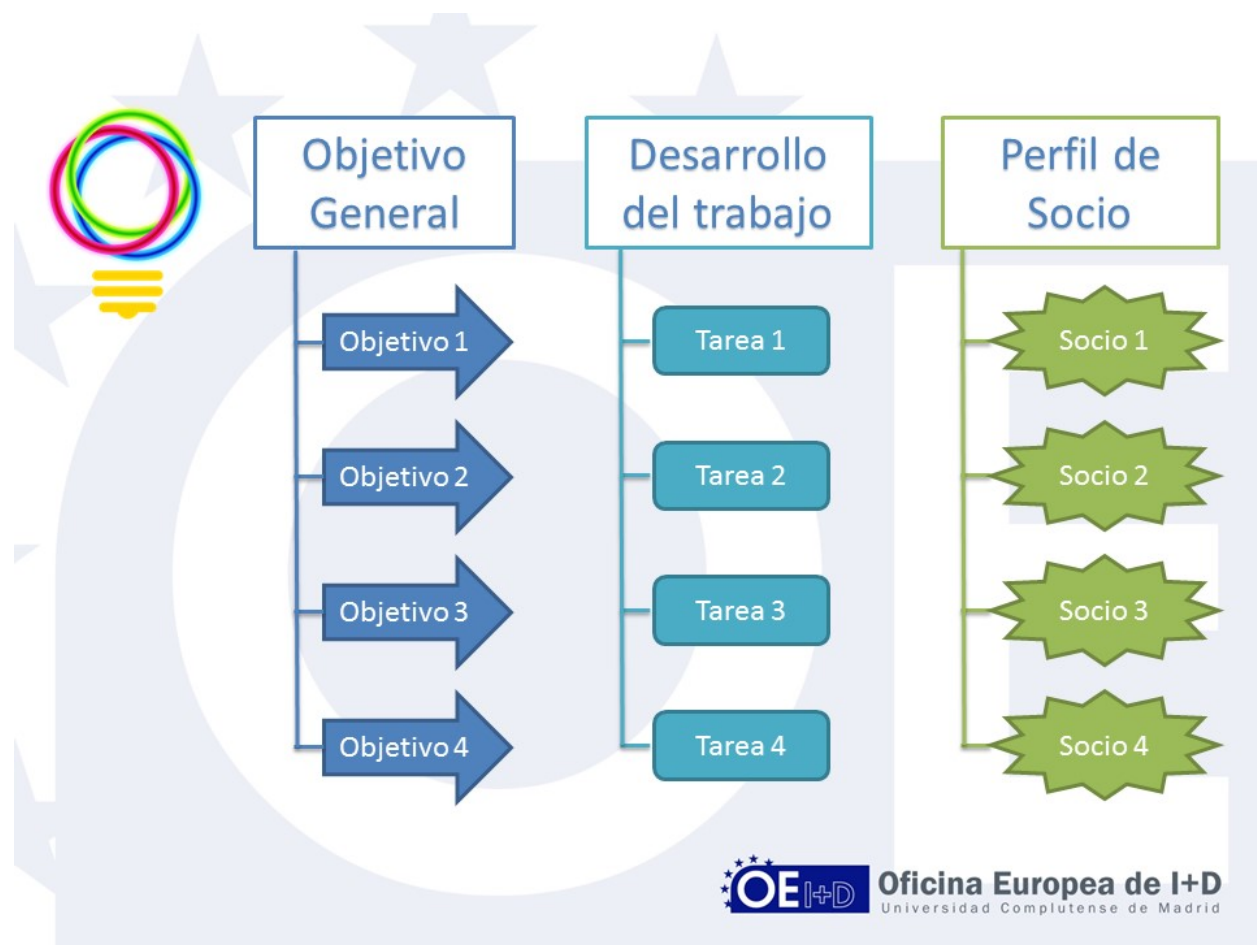 Objetivo
General
Desarrollo
del trabajo
Perfil de
Socio
Objetivo 1
Tarea 1
Socio 1
Objetivo 2
Tarea 2
Socio 2
Objetivo 3
Tarea 3
Socio 3
Objetivo 4
Tarea 4
Socio 4
OE I+D
Oficina Europea de I+D
Universidad Complutense de Madrid